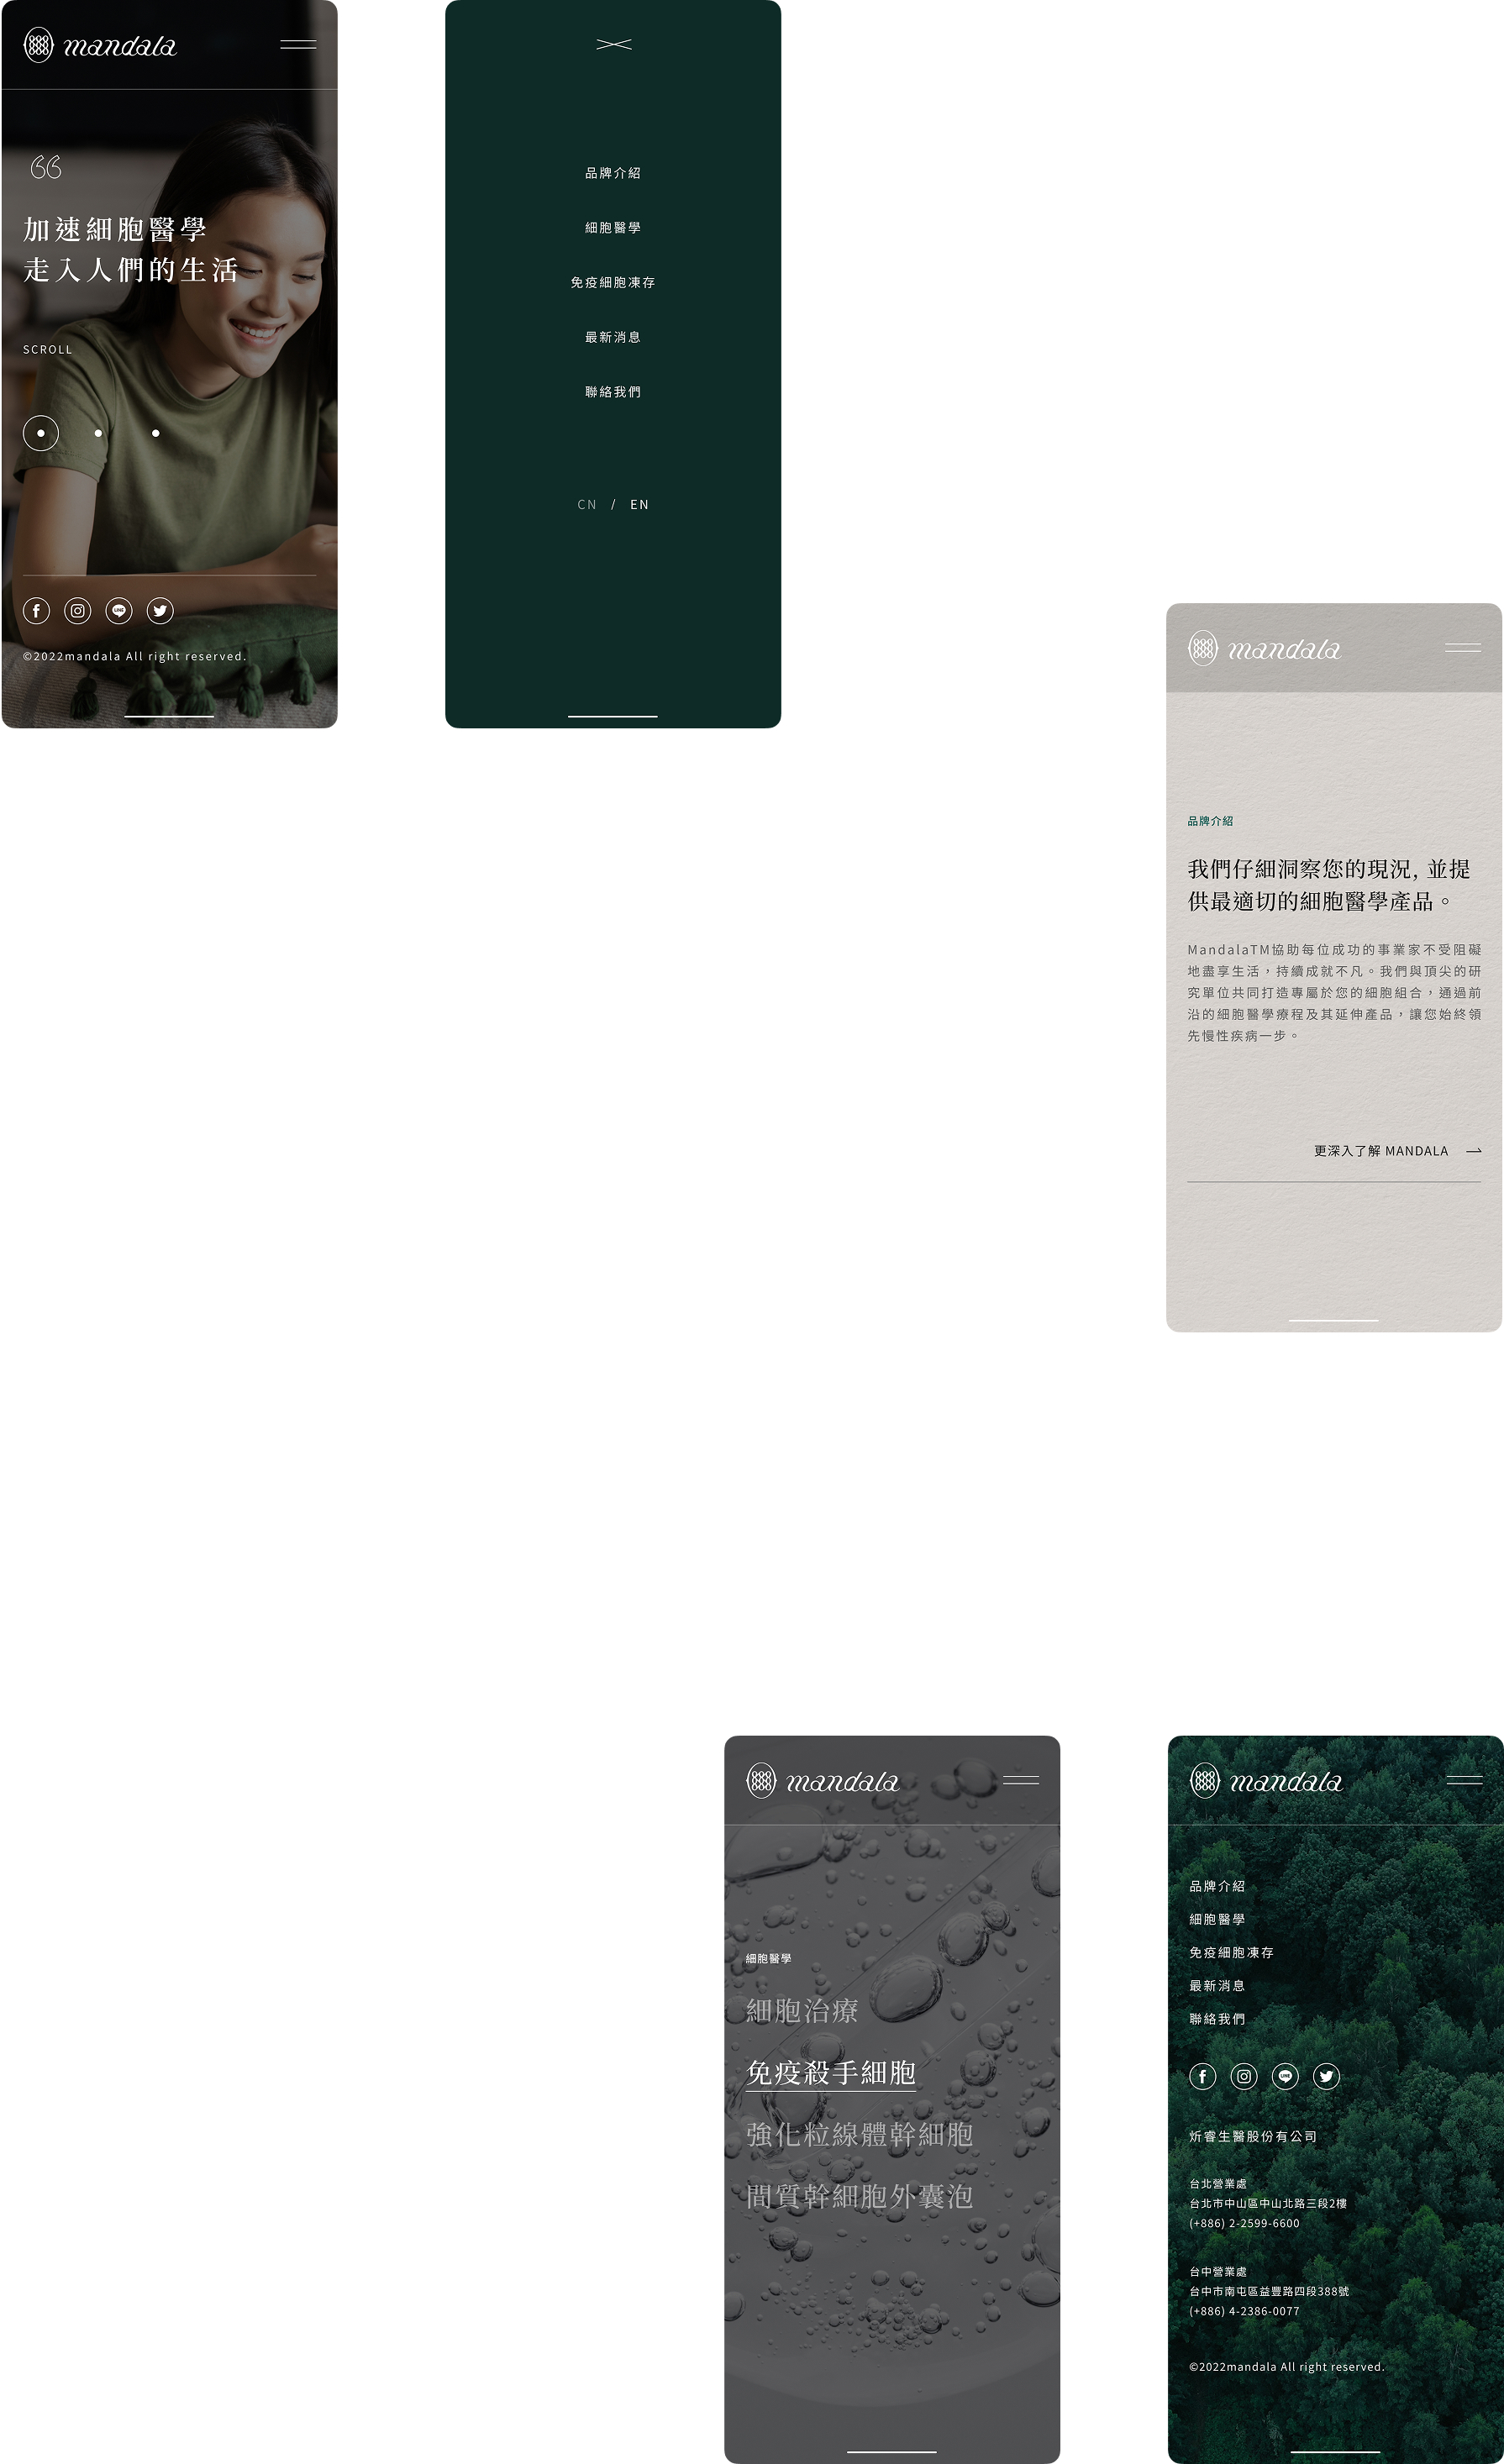 mandala
加速細胞醫學
走入人們的生活
SCROLL
©2022mandala All right reserved.
品牌介紹
細胞醫學
免疫細胞凍存
最新消息
聯絡我們
CN / EN
mandala
品牌介紹
我們仔細洞察您的現況, 並提
供最適切的細胞醫學產品。
MandalaTM協助每位成功的事業家不受阻礙
地盡享生活，持續成就不凡。我們與頂尖的研
究單位共同打造專屬於您的細胞組合，通過前
沿的細胞醫學療程及其延伸產品，讓您始終領
先慢性疾病一步。
更深入了解 MANDALA
mandala
細胞醫學
細胞治療
免疫殺手細胞
強化粒線體幹細胞
間質幹細胞外囊泡
mandala
品牌介紹
細胞醫學
免疫細胞凍存
最新消息
聯絡我們
LINE
炘睿生醫股份有公司
台北營業處
台北市中山區中山北路三段2樓
(+886) 2-2599-6600
台中營業處
台中市南屯區益豐路四段388號
(+886) 4-2386-0077
©2022mandala All right reserved.